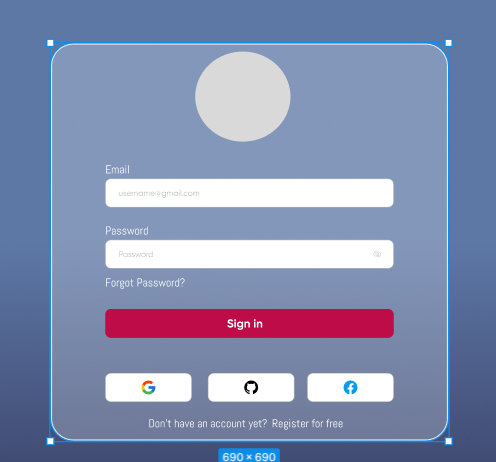 Email
username@gmail.com
Password
Password
Forgot Password?
Sign in
Don't have an account yet? Register for free
690 × 690